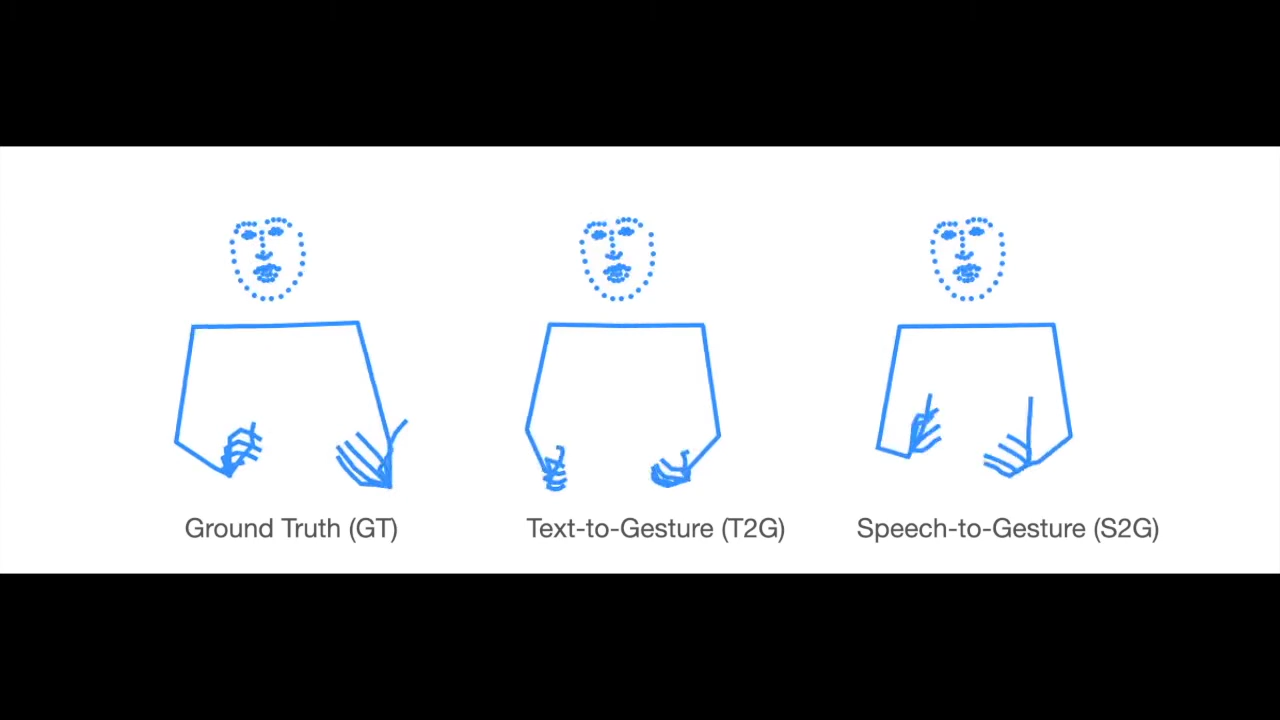 Ground Truth (GT)
Text-to-Gesture (T2G)
Speech-to-Gesture (S2G)